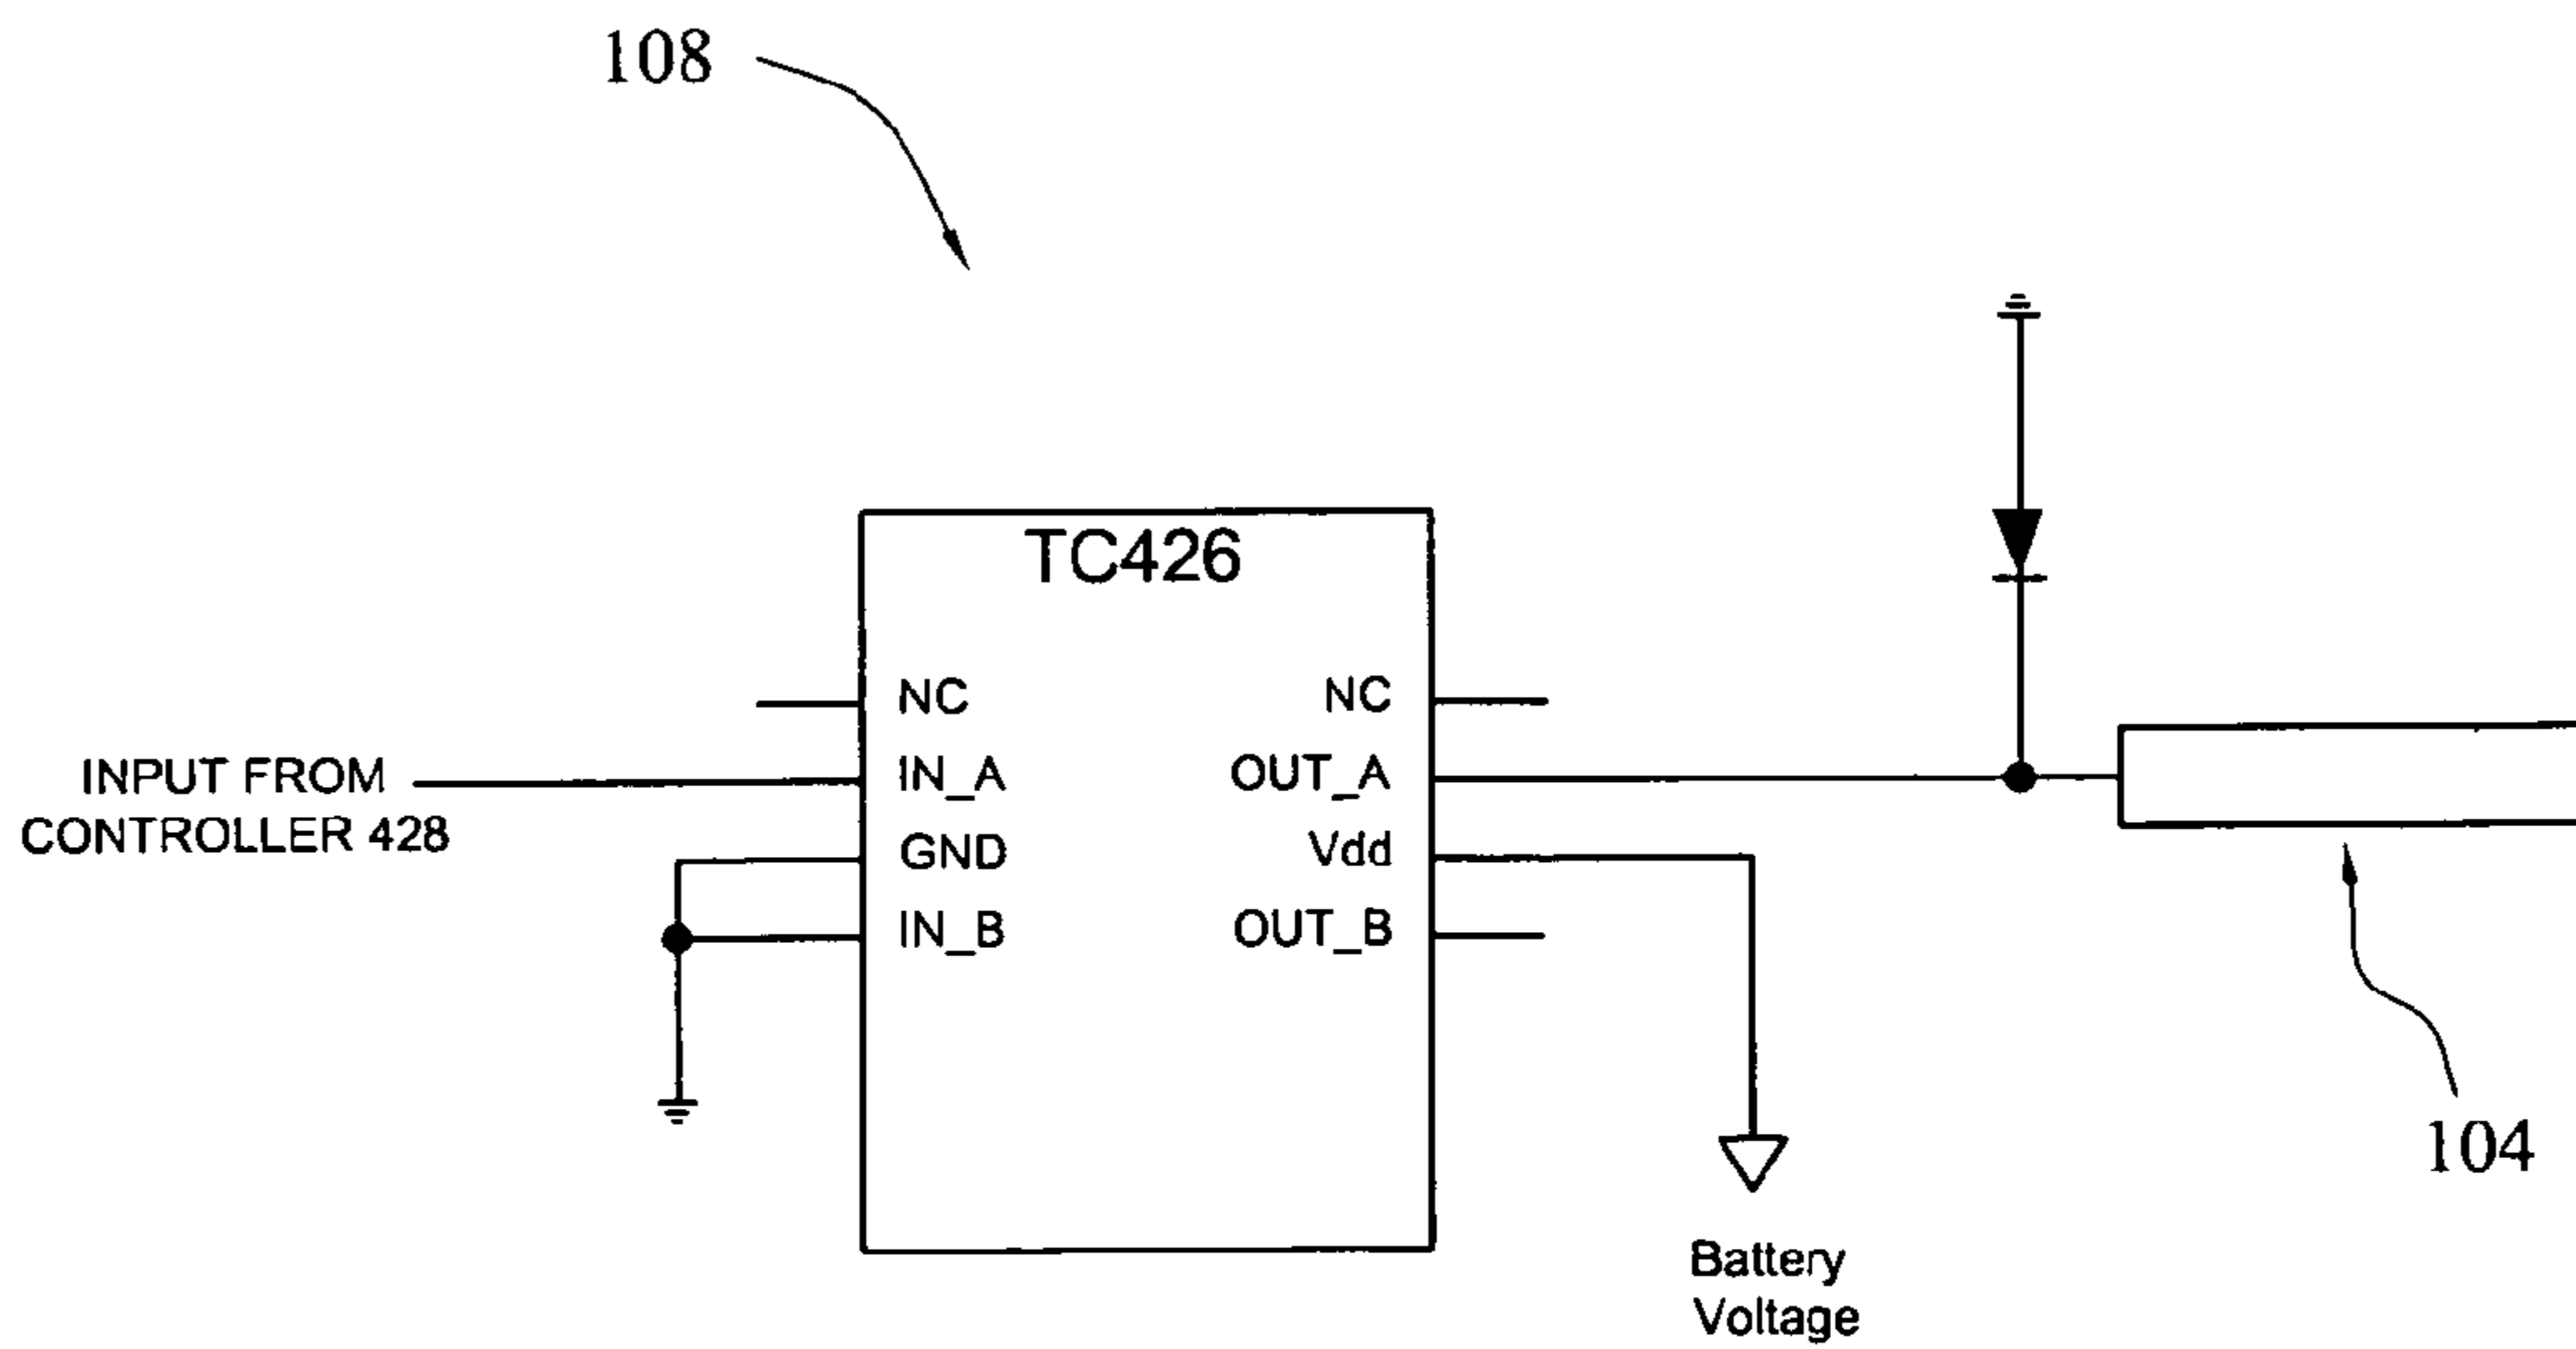 108
TC426
NC NC
INPUT FROM IN_A OUT_A
CONTROLLER 428 GND Vdd
IN_B OUT_B
104
Battery
Voltage